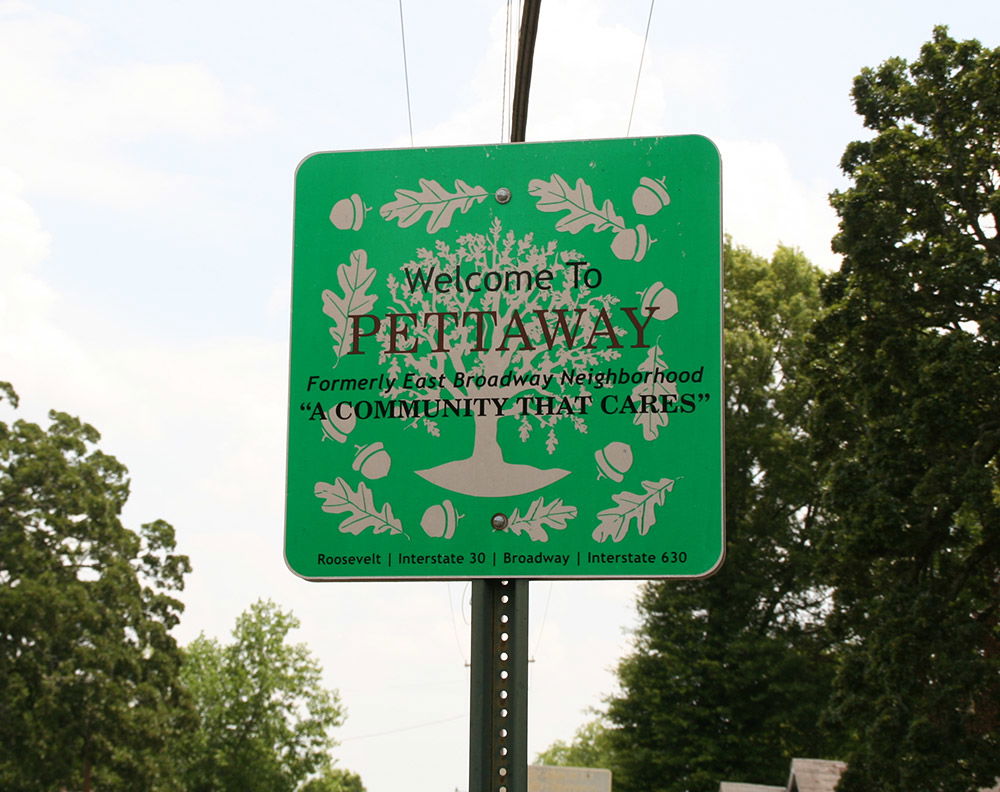 Welcome To
PETTAWAY
Formerly East Broadway Neighborhood
“A COMMUNITY THAT CARES”
Roosevelt | Interstate 30 | Broadway | Interstate 630